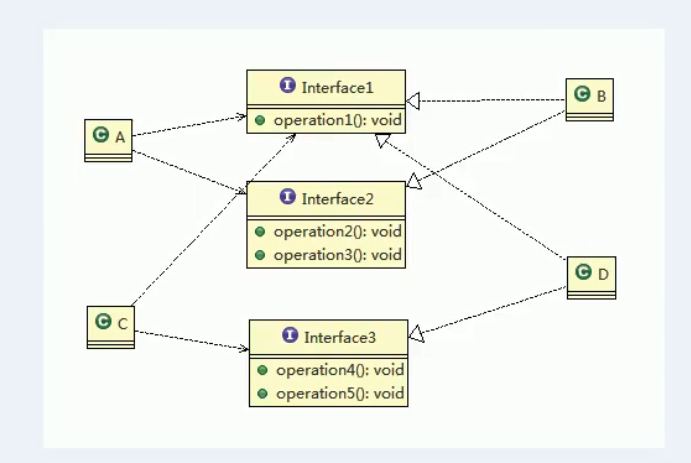 I Interface1
operation1(): void
C A
C B
I Interface2
operation2(): void
operation3(): void
C D
C C
I Interface3
operation4(): void
operation5(): void